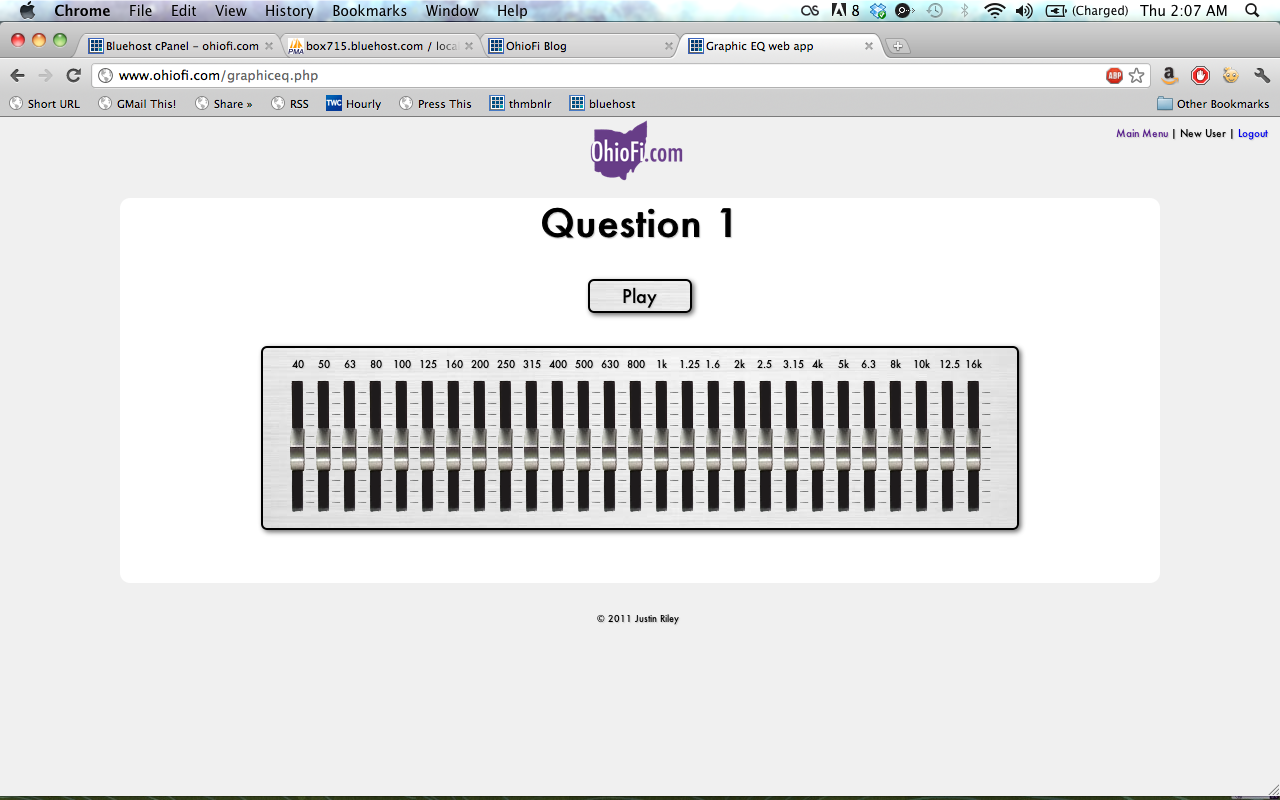 Chrome File Edit View History Bookmarks Window Help 8 (Charged) Thu 2:07 AM
Bluehost cPanel – ohiofi.com box715.bluehost.com / loca OhioFi Blog Graphic EQ web app
www.ohiofi.com/graphiceq.php ABP
Short URL GMail This! Share » RSS TWC Hourly Press This thmbnlr bluehost Other Bookmarks
OhioFi.com
Main Menu | New User | Logout
Question 1
Play
40 50 63 80 100 125 160 200 250 315 400 500 630 800 1k 1.25 1.6 2k 2.5 3.15 4k 5k 6.3 8k 10k 12.5 16k
© 2011 Justin Riley